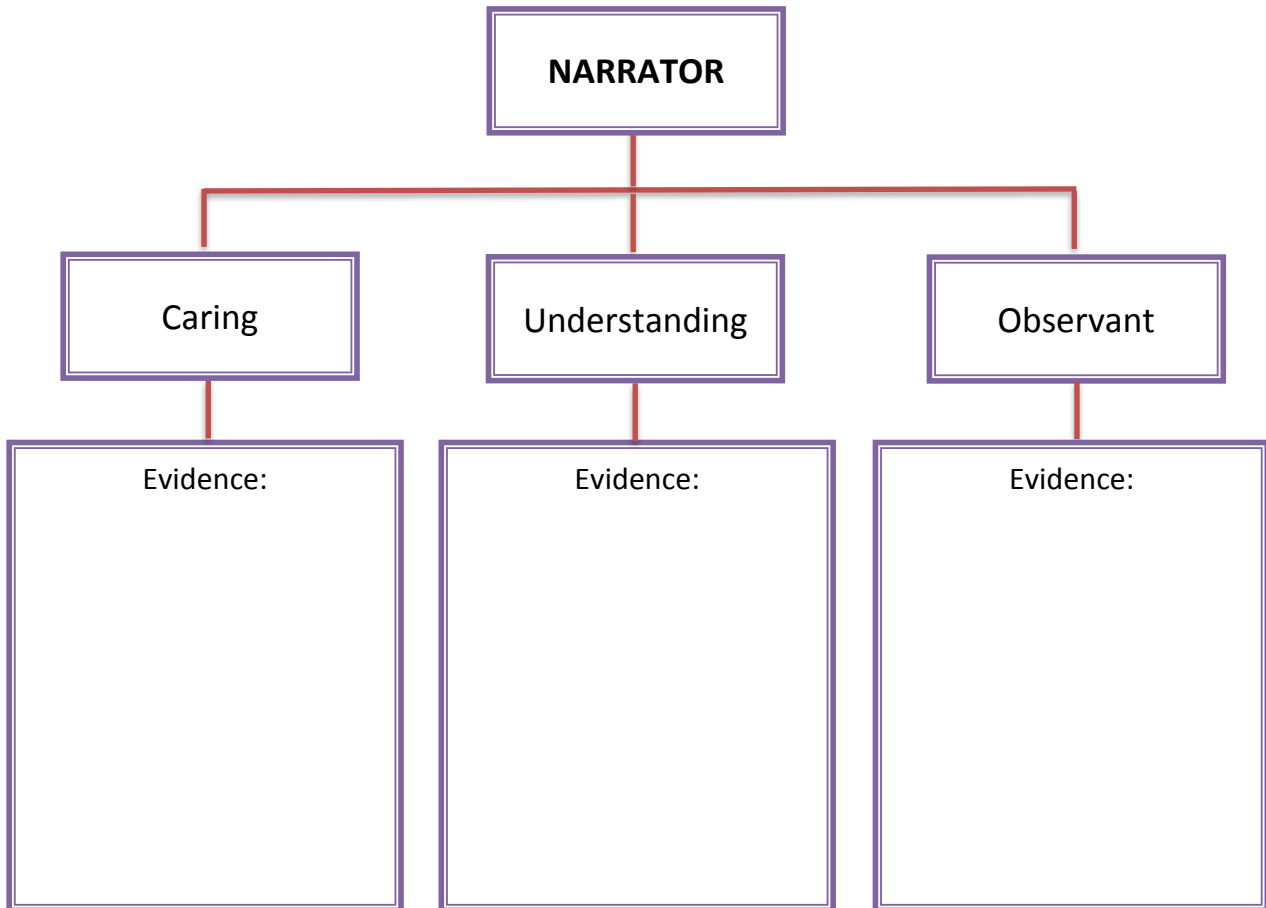 NARRATOR
Caring
Understanding
Observant
Evidence:
Evidence:
Evidence: